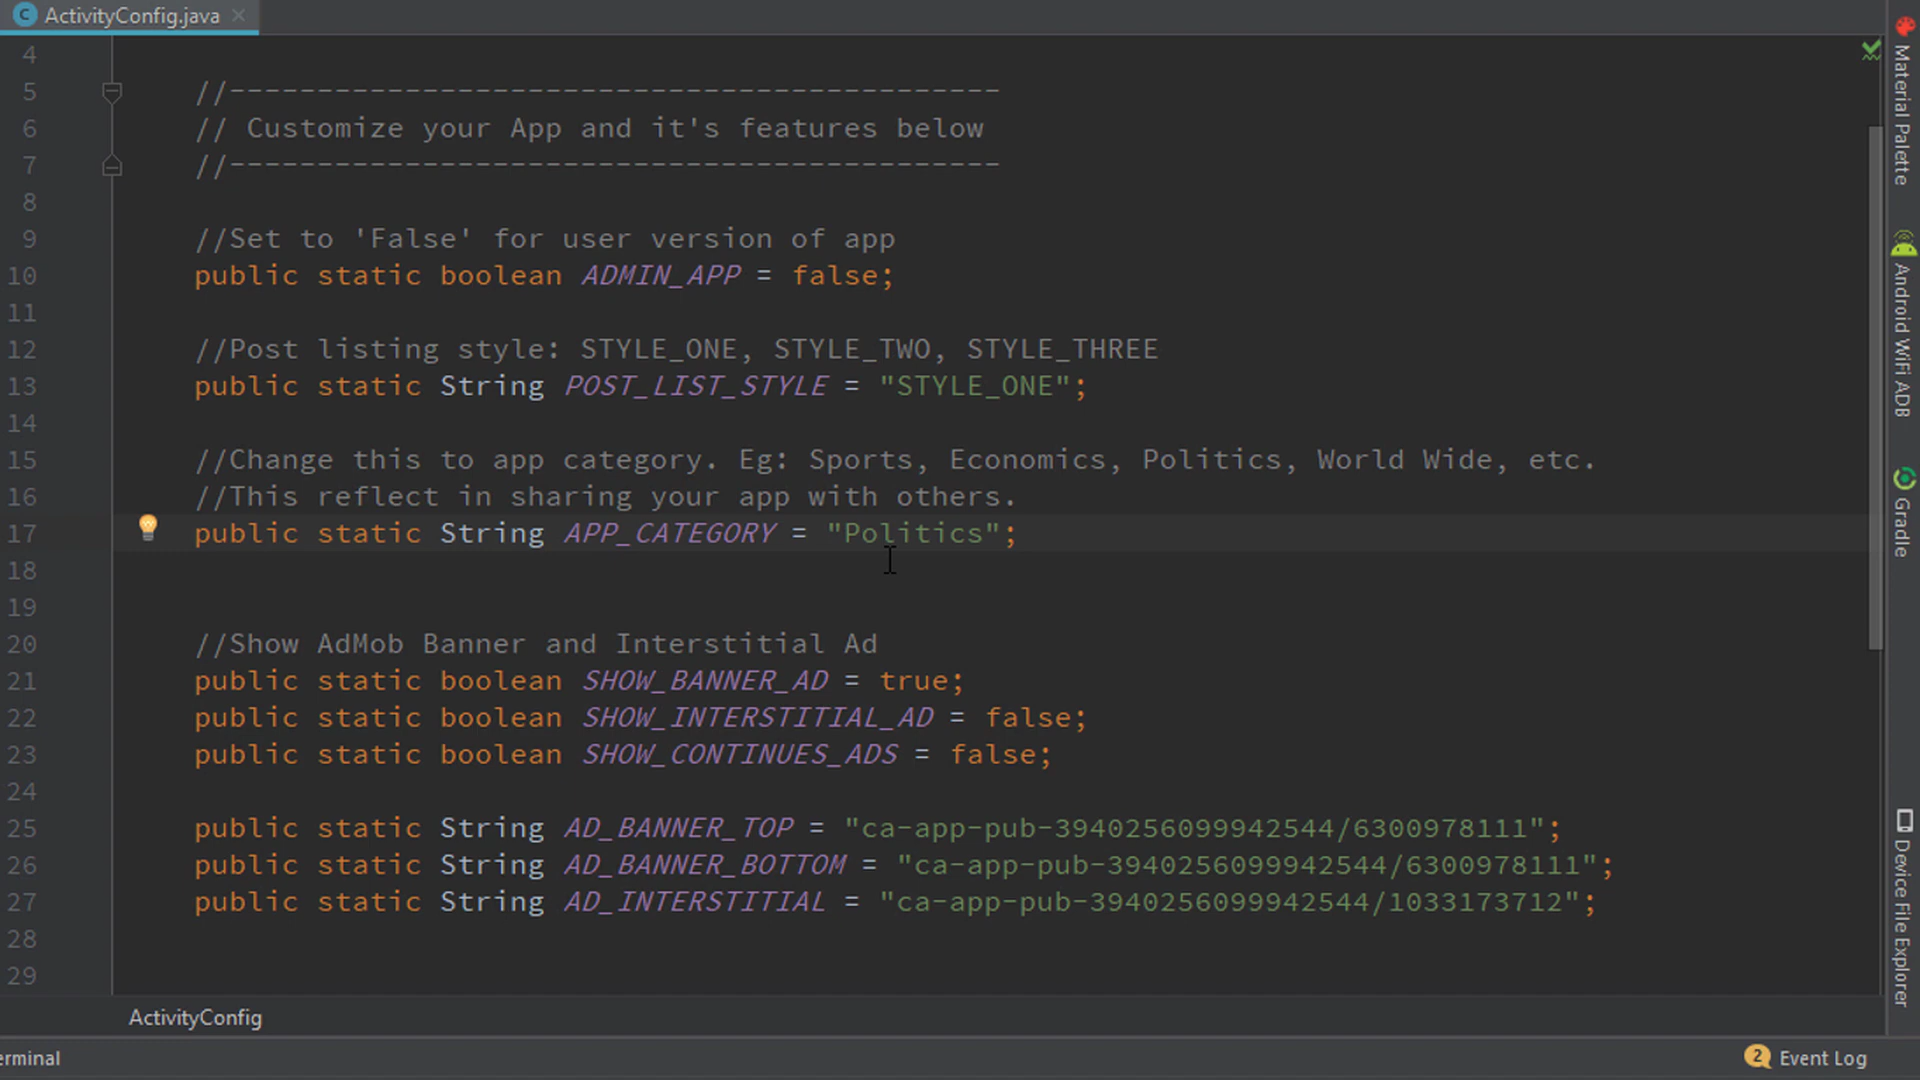 ActivityConfig.java
4
5 //--------------------------------------------
6 // Customize your App and it's features below
7 //--------------------------------------------
8
9 //Set to 'False' for user version of app
10 public static boolean ADMIN_APP = false;
11
12 //Post listing style: STYLE_ONE, STYLE_TWO, STYLE_THREE
13 public static String POST_LIST_STYLE = "STYLE_ONE";
14
15 //Change this to app category. Eg: Sports, Economics, Politics, World Wide, etc.
16 //This reflect in sharing your app with others.
17 public static String APP_CATEGORY = "Politics";
18
19
20 //Show AdMob Banner and Interstitial Ad
21 public static boolean SHOW_BANNER_AD = true;
22 public static boolean SHOW_INTERSTITIAL_AD = false;
23 public static boolean SHOW_CONTINUES_ADS = false;
24
25 public static String AD_BANNER_TOP = "ca-app-pub-3940256099942544/6300978111";
26 public static String AD_BANNER_BOTTOM = "ca-app-pub-3940256099942544/6300978111";
27 public static String AD_INTERSTITIAL = "ca-app-pub-3940256099942544/1033173712";
28
29
ActivityConfig
erminal
2 Event Log
Material Palette
Android WiFi ADB
Gradle
Device File Explorer